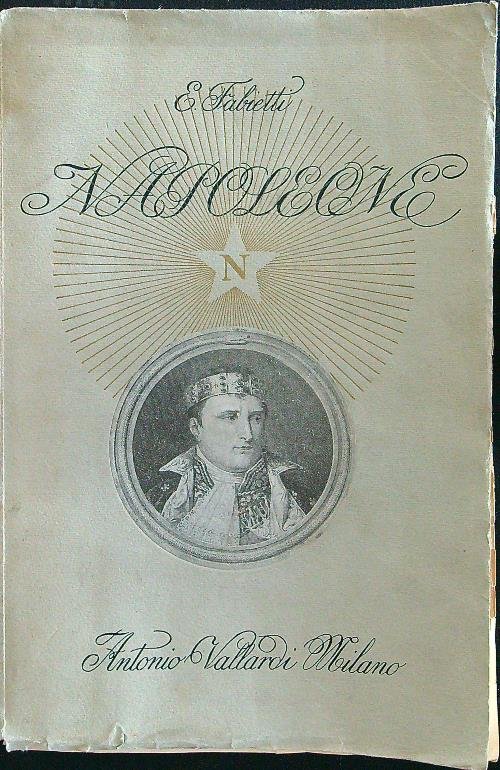 E. Fabietti
NAPOLEONE
N
Antonio Vallardi Milano